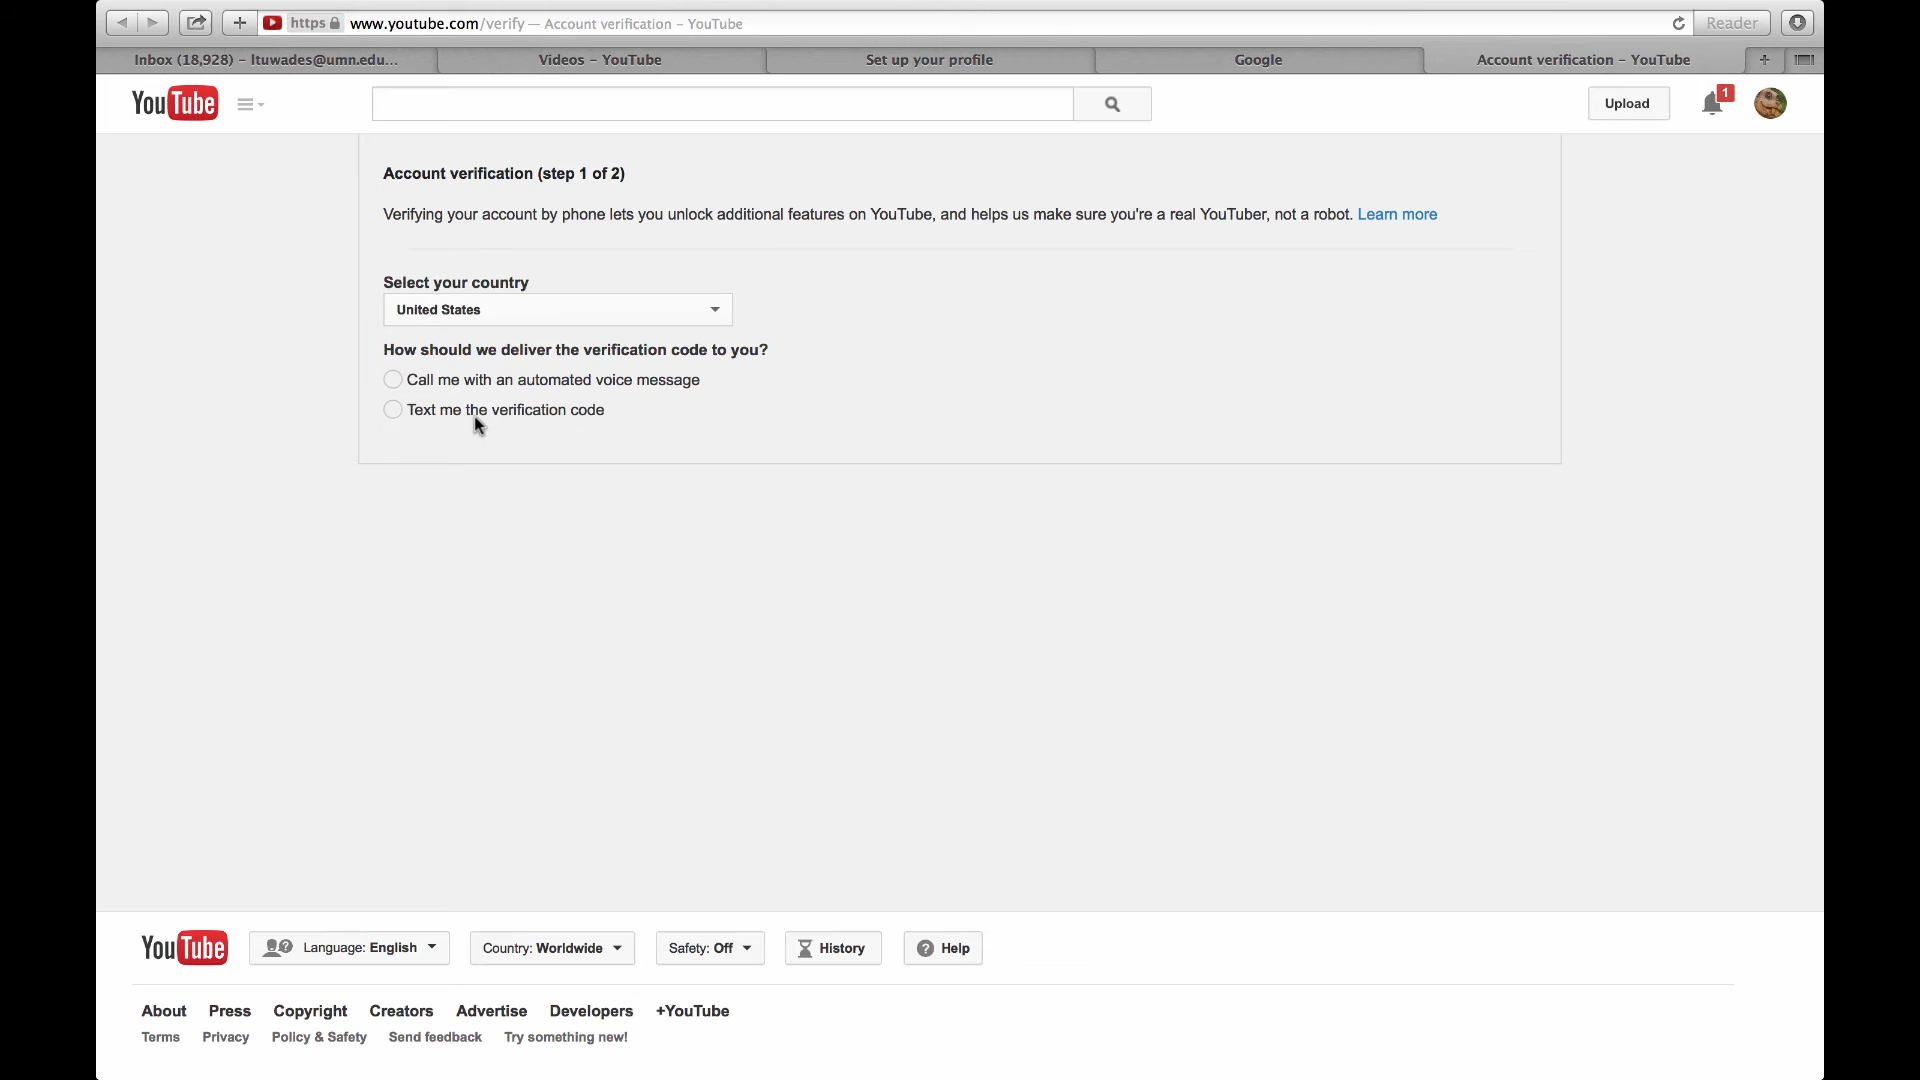 https www.youtube.com/verify — Account verification – YouTube Reader
Inbox (18,928) – ltuwades@umn.edu... Videos – YouTube Set up your profile Google Account verification – YouTube +
YouTube Upload 1
Account verification (step 1 of 2)
Verifying your account by phone lets you unlock additional features on YouTube, and helps us make sure you're a real YouTuber, not a robot. Learn more
Select your country
United States
How should we deliver the verification code to you?
Call me with an automated voice message
Text me the verification code
YouTube Language: English Country: Worldwide Safety: Off History Help
About Press Copyright Creators Advertise Developers +YouTube
Terms Privacy Policy & Safety Send feedback Try something new!